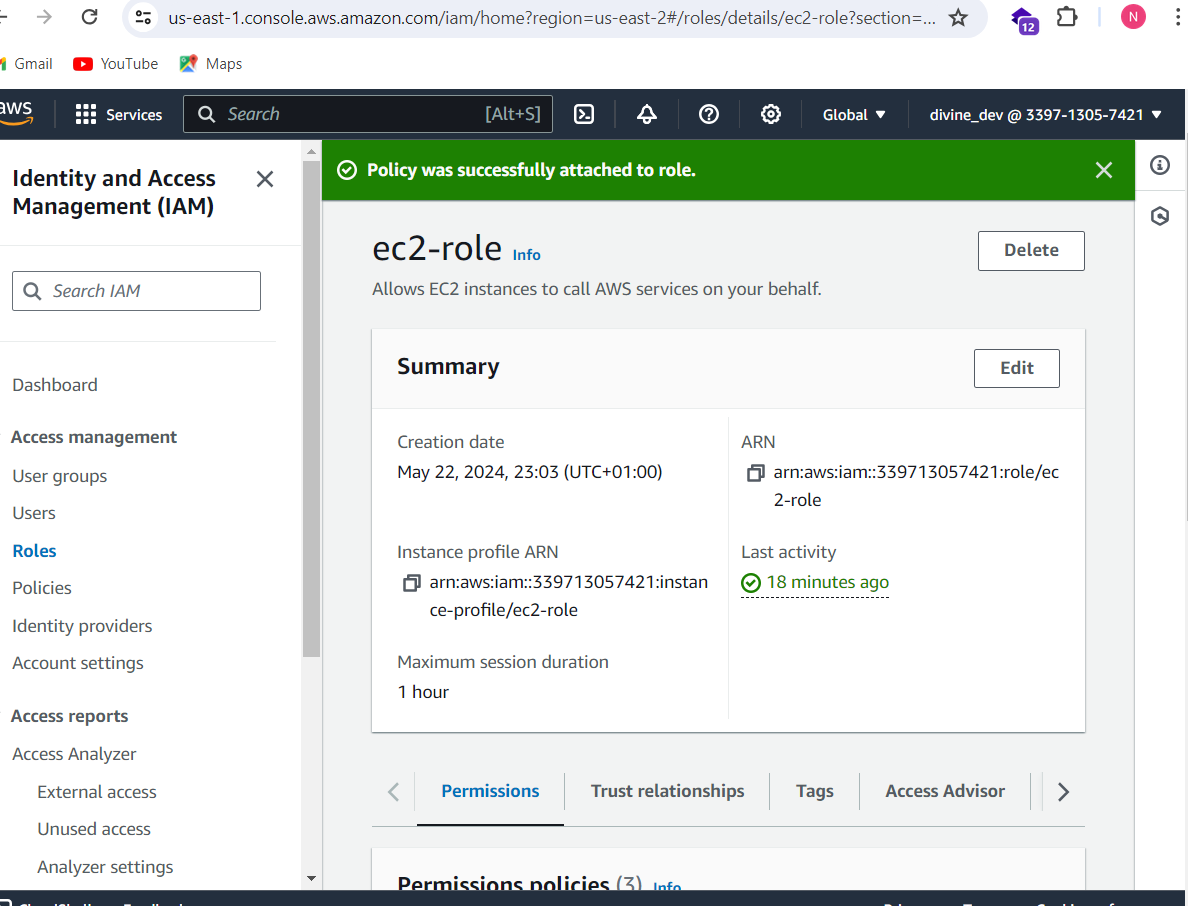 us-east-1.console.aws.amazon.com/iam/home?region=us-east-2#/roles/details/ec2-role?section=...
12
N
Gmail
YouTube
Maps
aws
Services
Search
[Alt+S]
Global
divine_dev @ 3397-1305-7421
Identity and Access
Management (IAM)
Search IAM
Dashboard
Access management
User groups
Users
Roles
Policies
Identity providers
Account settings
Access reports
Access Analyzer
External access
Unused access
Analyzer settings
Policy was successfully attached to role.
ec2-role Info
Delete
Allows EC2 instances to call AWS services on your behalf.
Summary
Edit
Creation date
May 22, 2024, 23:03 (UTC+01:00)
ARN
arn:aws:iam::339713057421:role/ec
2-role
Instance profile ARN
arn:aws:iam::339713057421:instan
ce-profile/ec2-role
Last activity
18 minutes ago
Maximum session duration
1 hour
Permissions
Trust relationships
Tags
Access Advisor
Permissions policies (3) Info